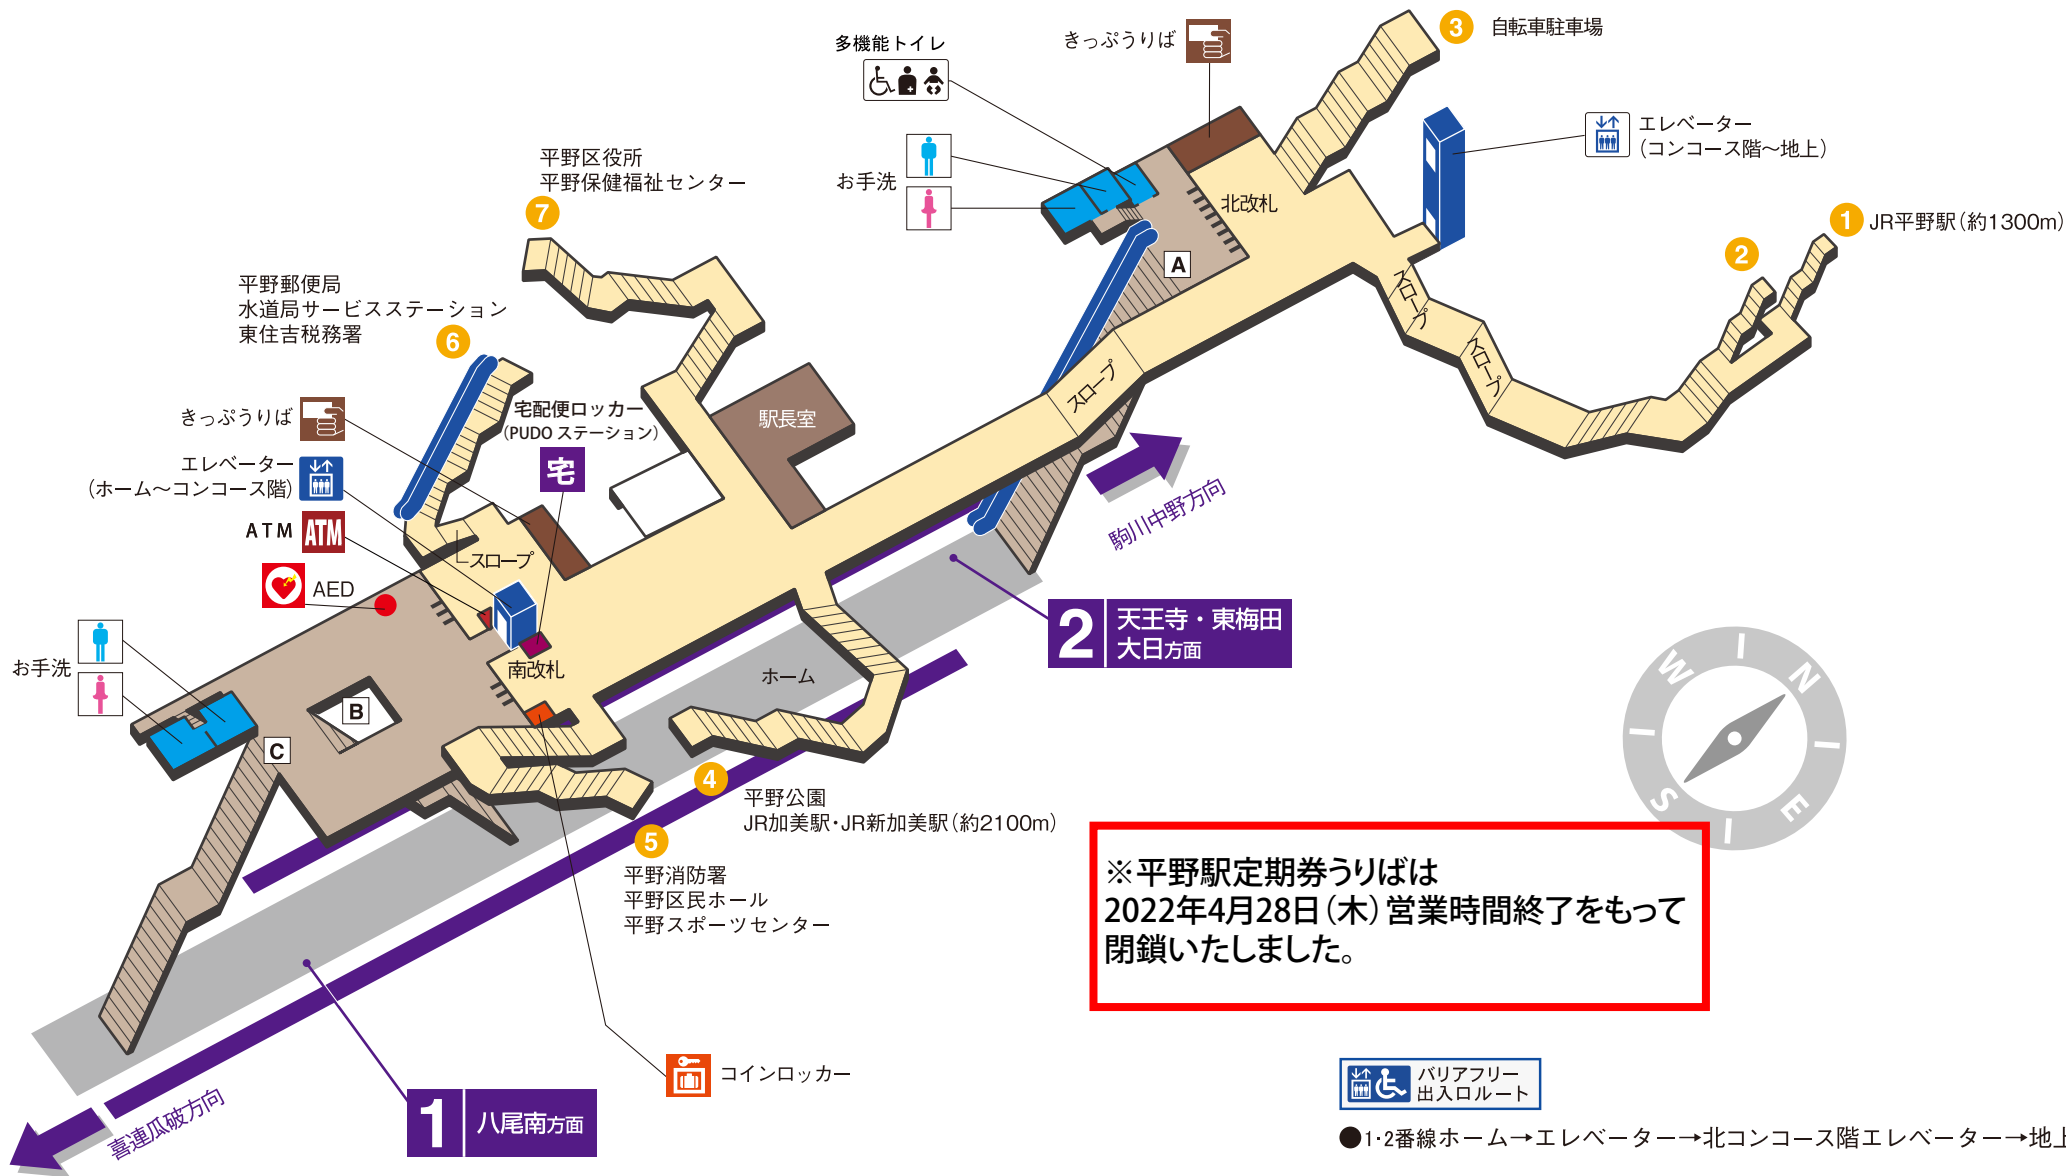 多機能トイレ
きっぷうりば
3 自転車駐車場
エレベーター
(コンコース階～地上)
お手洗
北改札
A
1 JR平野駅(約1300m)
2
スロープ
スロープ
スロープ
平野区役所
平野保健福祉センター
7
平野郵便局
水道局サービスステーション
東住吉税務署
6
きっぷうりば
宅配便ロッカー
(PUDO ステーション)
宅
駅長室
エレベーター
(ホーム～コンコース階)
ATM ATM
スロープ
AED
お手洗
南改札
B
C
ホーム
駒川中野方向
2 天王寺・東梅田
大日方面
4
平野公園
JR加美駅・JR新加美駅(約2100m)
5
平野消防署
平野区民ホール
平野スポーツセンター
N
W
S
E
※平野駅定期券うりばは
2022年4月28日(木)営業時間終了をもって
閉鎖いたしました。
コインロッカー
1 八尾南方面
喜連瓜破方向
バリアフリー
出入口ルート
●1・2番線ホーム→エレベーター→北コンコース階エレベーター→地上